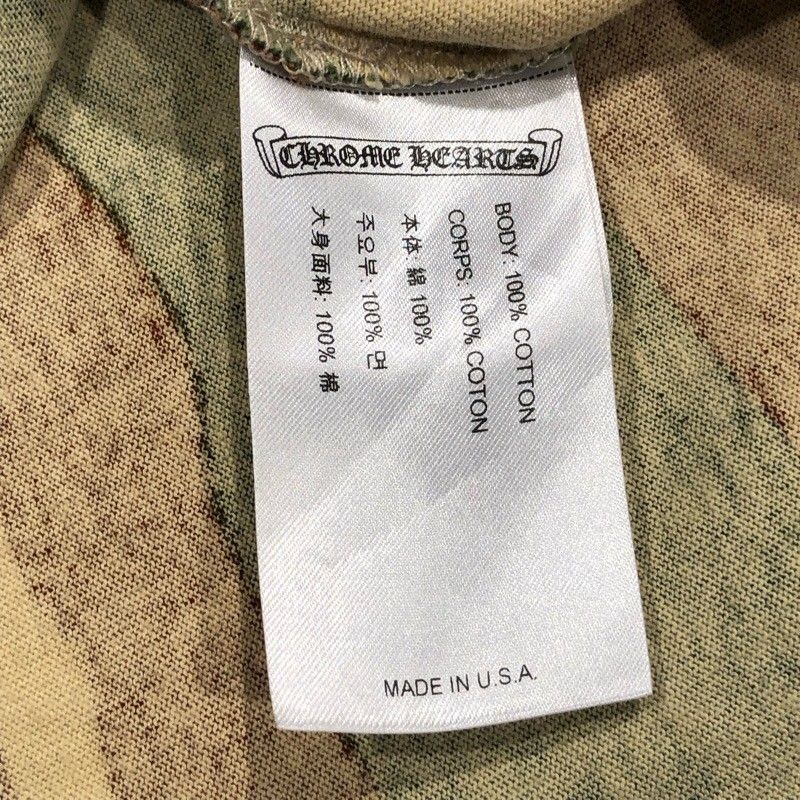 CHROME HEARTS
BODY: 100% COTTON
CORPS: 100% COTON
本体: 綿 100%
주요부: 100% 면
大身面料: 100% 棉
MADE IN U.S.A.